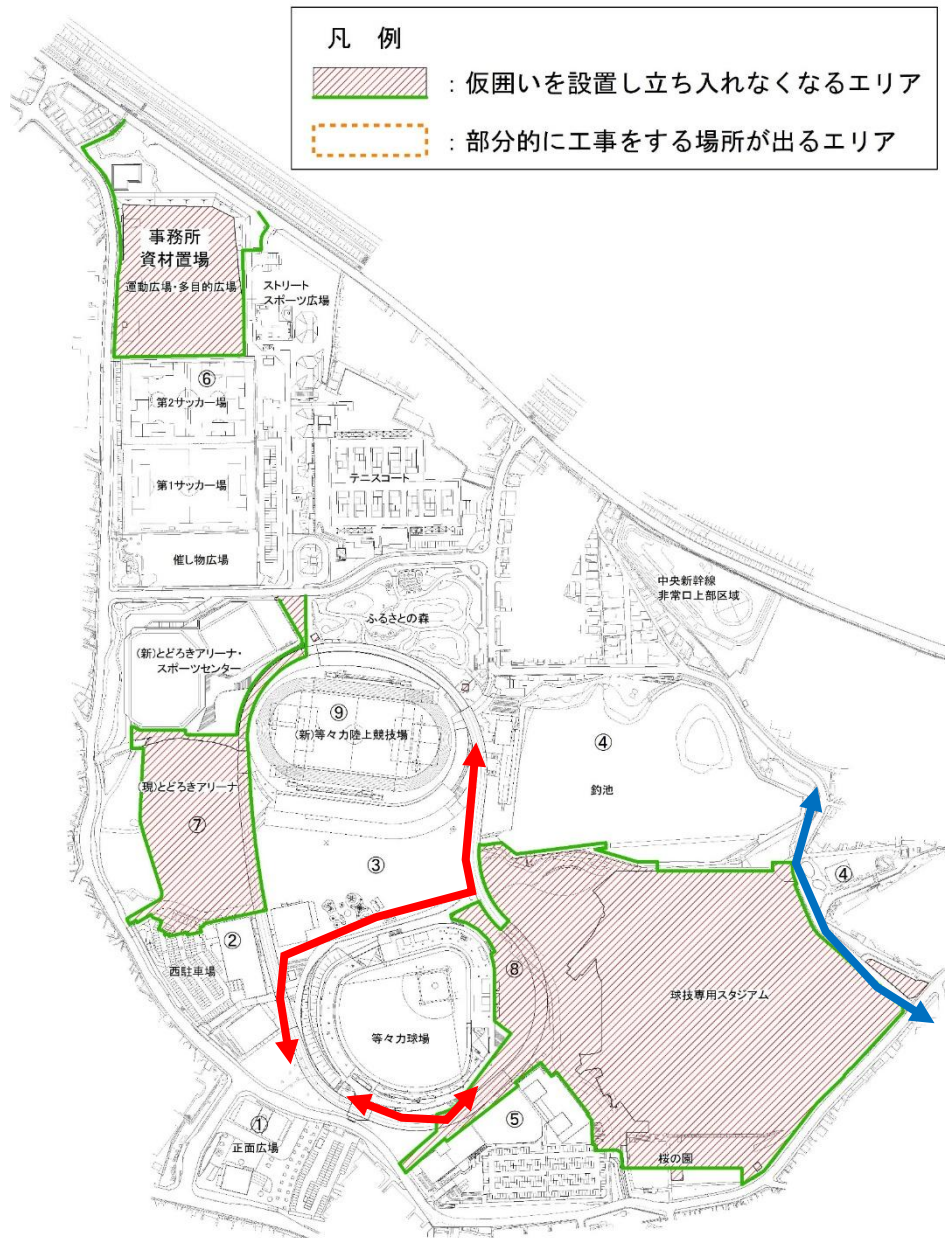 凡 例
：仮囲いを設置し立ち入れなくなるエリア
：部分的に工事をする場所が出るエリア
事務所
資材置場
運動広場・多目的広場
ストリート
スポーツ広場
⑥
第2サッカー場
第1サッカー場
テニスコート
催し物広場
中央新幹線
非常口上部区域
ふるさとの森
(新)とどろきアリーナ・
スポーツセンター
⑨
(新)等々力陸上競技場
④
釣池
(現)とどろきアリーナ
⑦
③
④
②
西駐車場
⑧
球技専用スタジアム
等々力球場
①
正面広場
⑤
桜の園